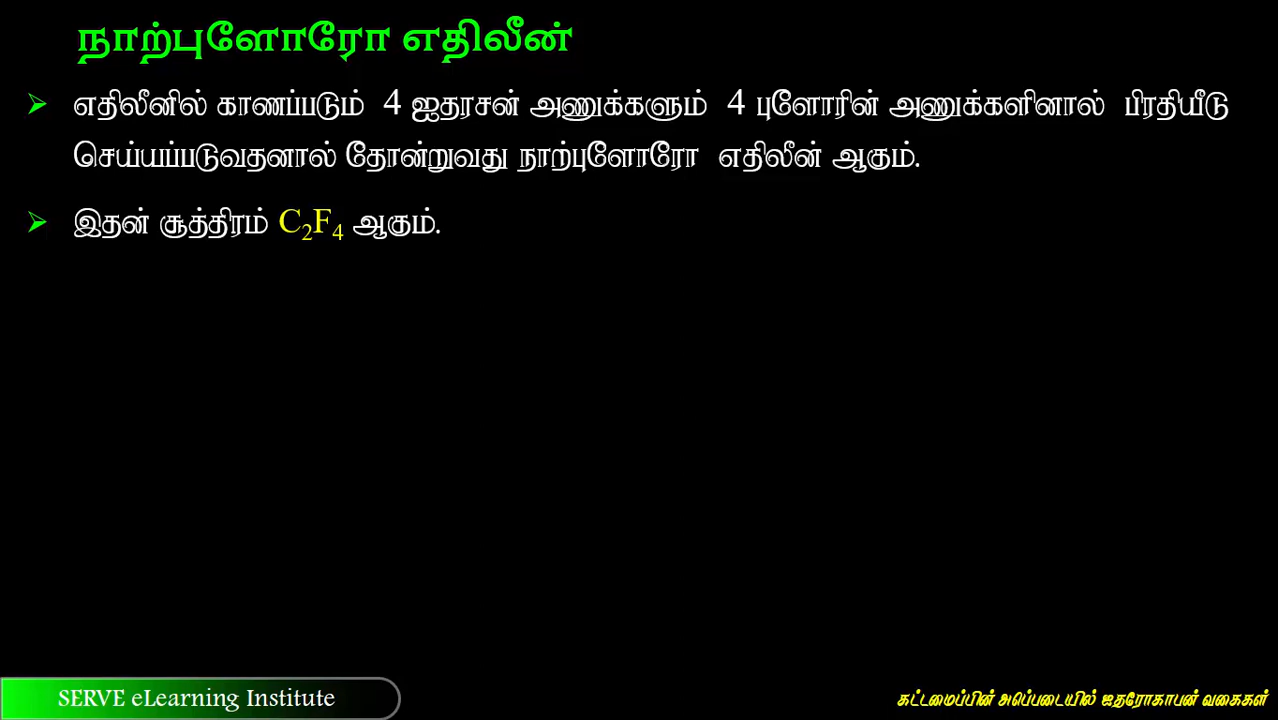 நாற்புளோரோ எதிலீன்
➢ எதிலீனில் காணப்படும் 4 ஐதரசன் அணுக்களும் 4 புளோரின் அணுக்களினால் பிரதியீடு
செய்யப்படுவதனால் தோன்றுவது நாற்புளோரோ எதிலீன் ஆகும்.
➢ இதன் சூத்திரம் C₂F₄ ஆகும்.
SERVE eLearning Institute
கட்டமைப்பின் அடிப்படையில் ஐதரோகாபன் வகைகள்